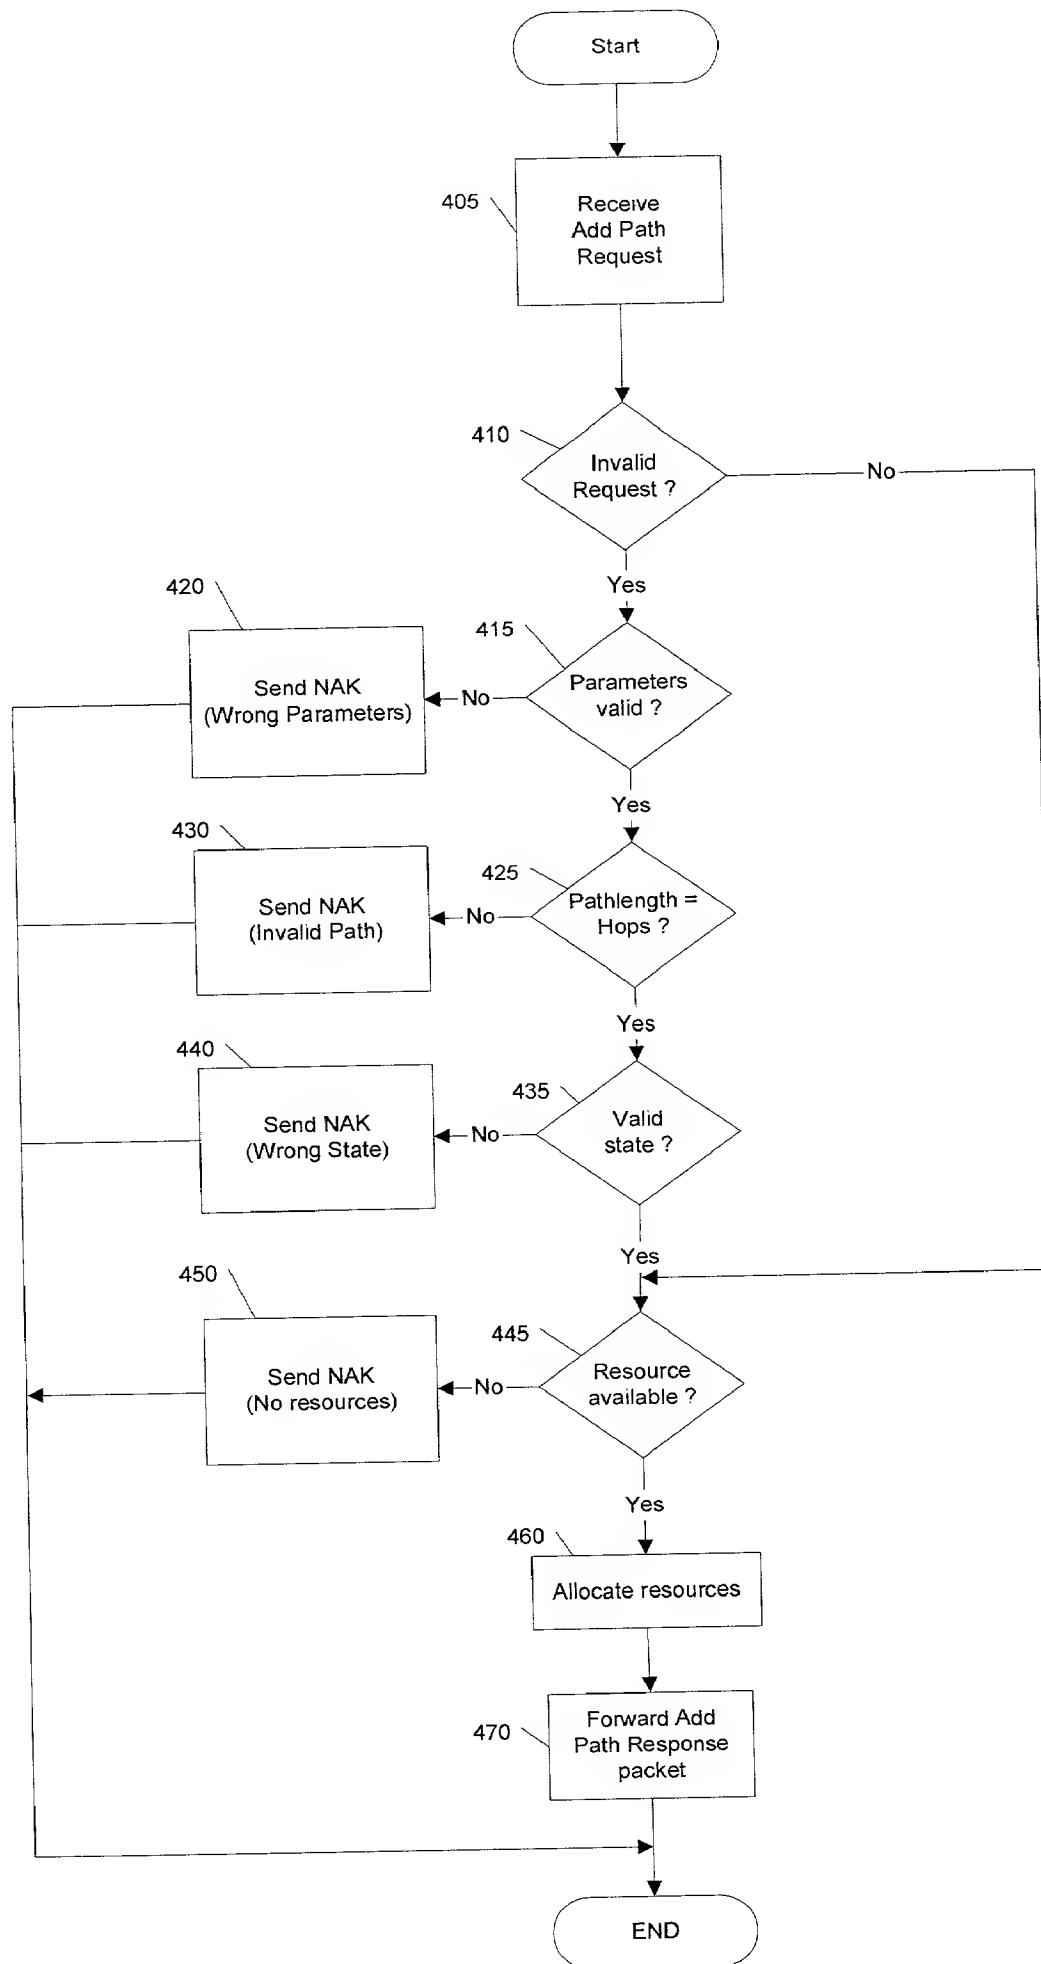 Start
405
Receive
Add Path
Request
410
Invalid
Request ?
No
Yes
420
415
Send NAK
(Wrong Parameters)
No
Parameters
valid ?
Yes
430
425
Send NAK
(Invalid Path)
No
Pathlength =
Hops ?
Yes
440
435
Send NAK
(Wrong State)
No
Valid
state ?
Yes
450
445
Send NAK
(No resources)
No
Resource
available ?
Yes
460
Allocate resources
470
Forward Add
Path Response
packet
END